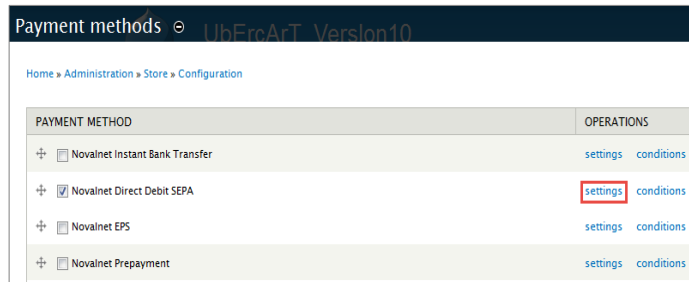 Payment methods
UbErcArT VersIon10
Home » Administration » Store » Configuration
PAYMENT METHOD OPERATIONS
Novalnet Instant Bank Transfer settings conditions
Novalnet Direct Debit SEPA settings conditions
Novalnet EPS settings conditions
Novalnet Prepayment settings conditions